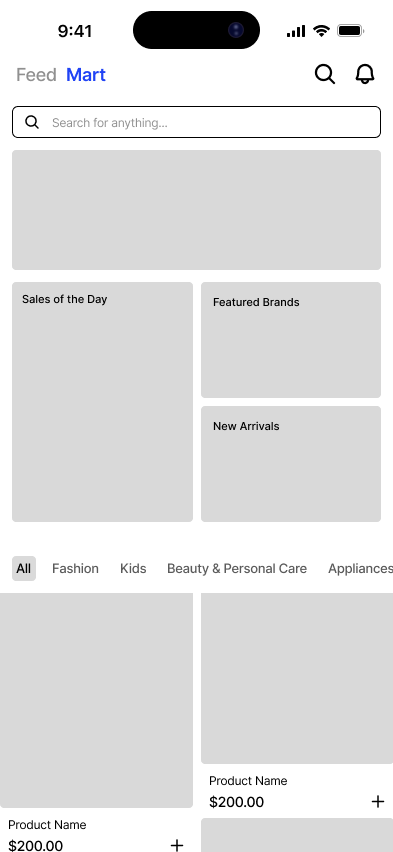 9:41
Feed Mart
Search for anything...
Sales of the Day
Featured Brands
New Arrivals
All Fashion Kids Beauty & Personal Care Appliances
Product Name
$200.00
Product Name
$200.00